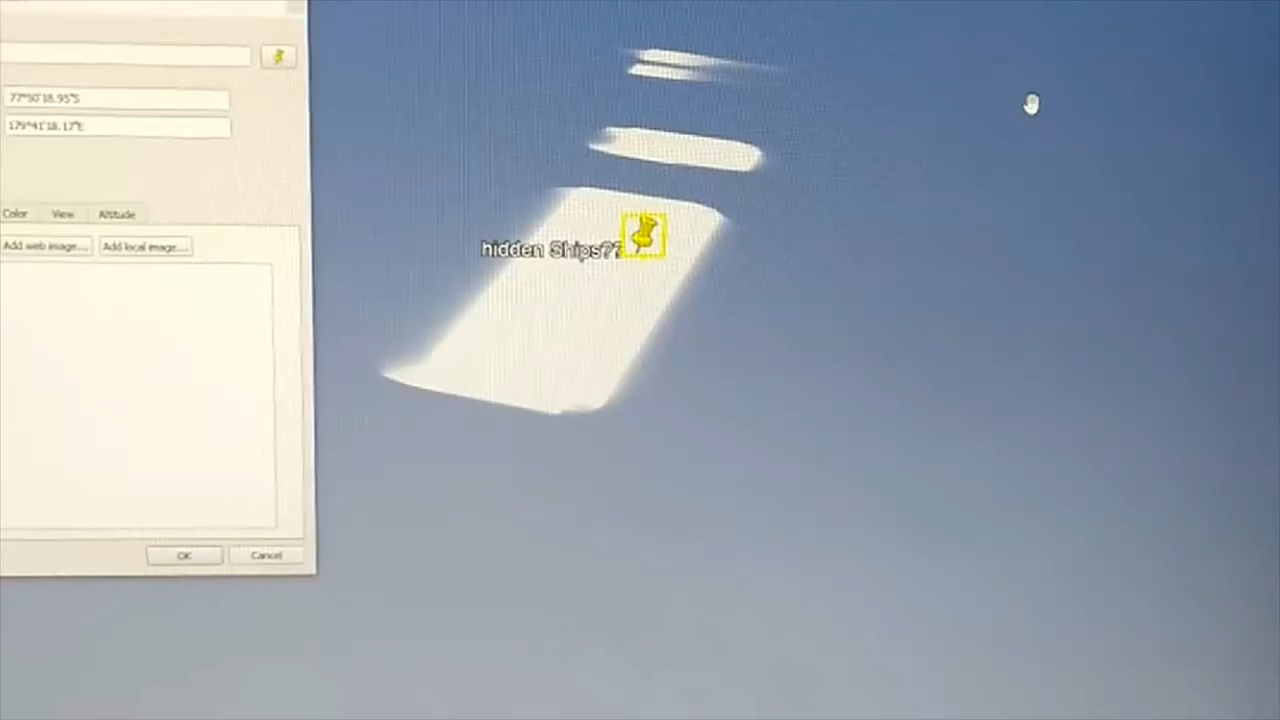 77°50'18.95"S
179°41'18.17"E
Color View Altitude
Add web image... Add local image...
hidden Ships??
OK Cancel